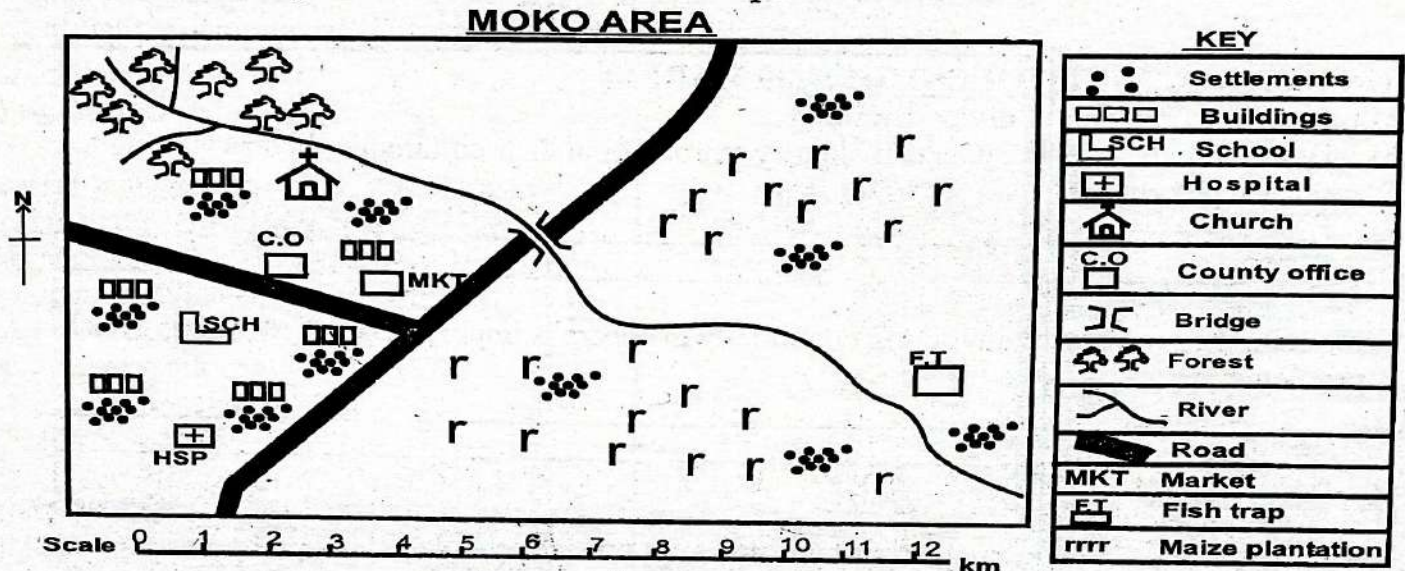 MOKO AREA
N
C.O
MKT
SCH
HSP
r r r
r r r r
r r r r
F.T
r r r
r
r r
r r r r r r
Scale 0 1 2 3 4 5 6 7 8 9 10 11 12 km
KEY
Settlements
Buildings
SCH School
Hospital
Church
C.O County office
Bridge
Forest
River
Road
MKT Market
F.T Fish trap
rrrr Maize plantation